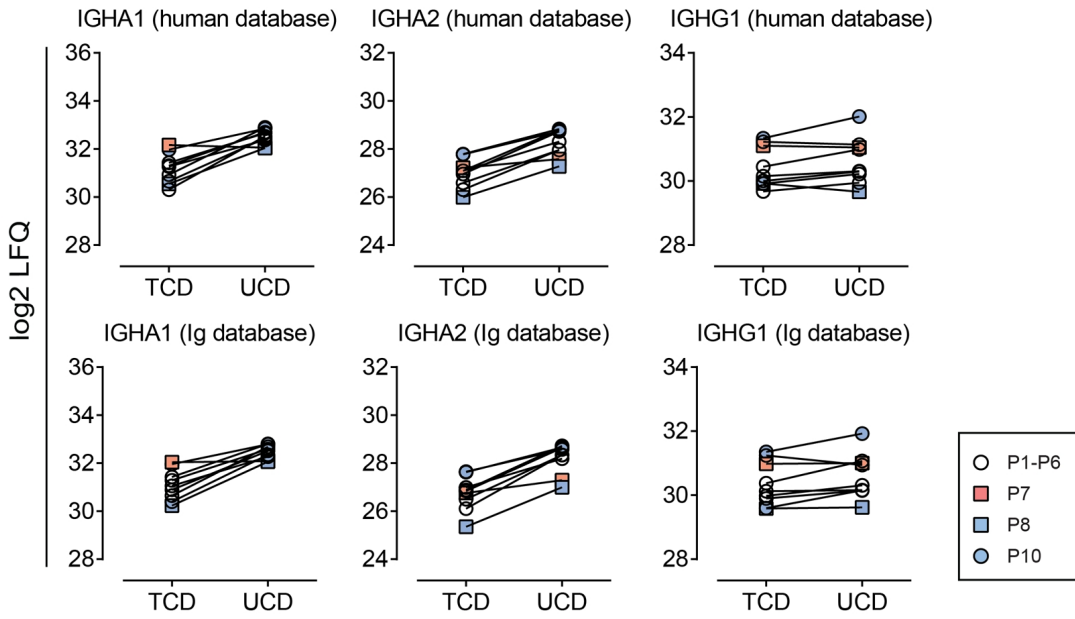 IGHA1 (human database)
IGHA2 (human database)
IGHG1 (human database)
36
34
32
30
28
TCD
UCD
32
30
28
26
24
TCD
UCD
34
32
30
28
TCD
UCD
log2 LFQ
IGHA1 (Ig database)
IGHA2 (Ig database)
IGHG1 (Ig database)
36
34
32
30
28
TCD
UCD
32
30
28
26
24
TCD
UCD
34
32
30
28
TCD
UCD
P1-P6
P7
P8
P10